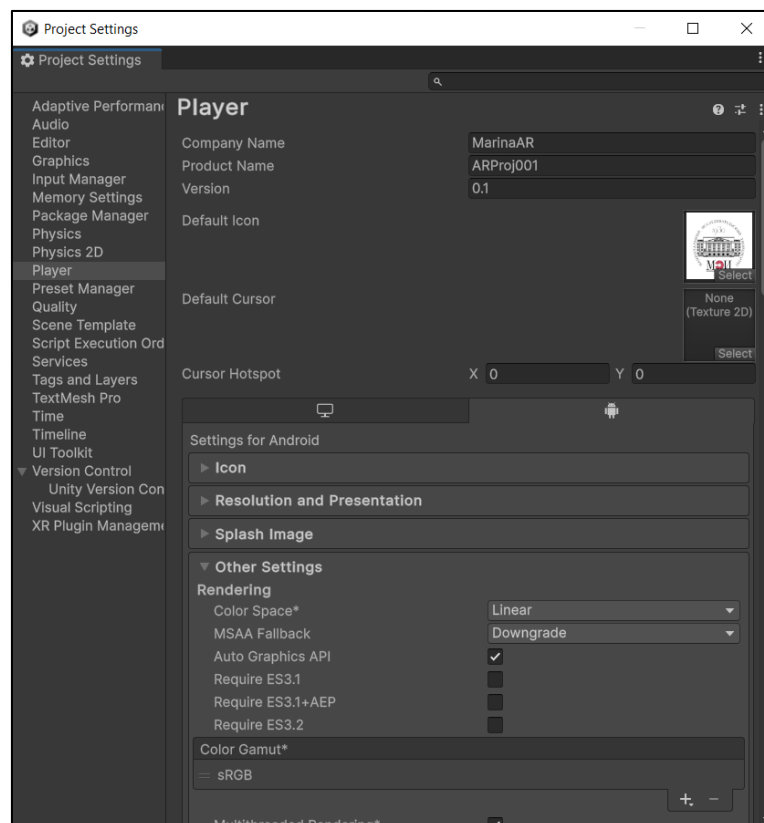 Project Settings
Project Settings
Adaptive Performan
Audio
Editor
Graphics
Input Manager
Memory Settings
Package Manager
Physics
Physics 2D
Player
Preset Manager
Quality
Scene Template
Script Execution Ord
Services
Tags and Layers
TextMesh Pro
Time
Timeline
UI Toolkit
Version Control
Unity Version Con
Visual Scripting
XR Plugin Manageme
Player
Company Name MarinaAR
Product Name ARProj001
Version 0.1
Default Icon
Select
Default Cursor
None
(Texture 2D)
Select
Cursor Hotspot X 0 Y 0
Settings for Android
Icon
Resolution and Presentation
Splash Image
Other Settings
Rendering
Color Space* Linear
MSAA Fallback Downgrade
Auto Graphics API
Require ES3.1
Require ES3.1+AEP
Require ES3.2
Color Gamut*
sRGB
Multithreaded Rendering*